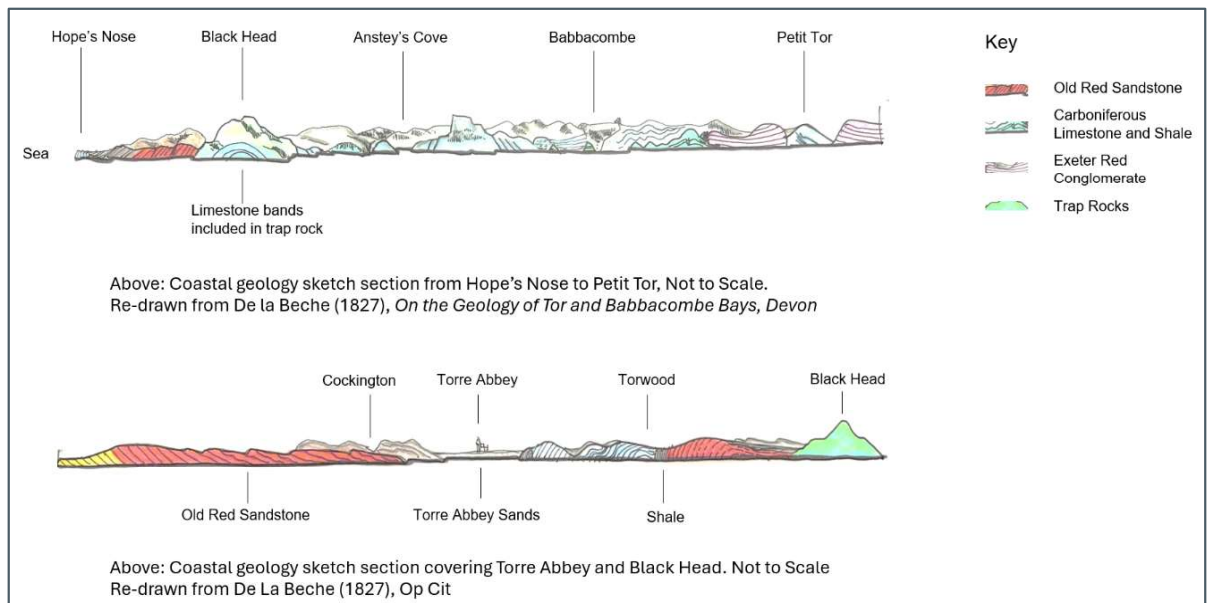 Hope's Nose
Black Head
Anstey's Cove
Babbacombe
Petit Tor
Sea
Limestone bands
included in trap rock
Key
Old Red Sandstone
Carboniferous
Limestone and Shale
Exeter Red
Conglomerate
Trap Rocks
Above: Coastal geology sketch section from Hope's Nose to Petit Tor, Not to Scale.
Re-drawn from De la Beche (1827), On the Geology of Tor and Babbacombe Bays, Devon
Cockington
Torre Abbey
Torwood
Black Head
Old Red Sandstone
Torre Abbey Sands
Shale
Above: Coastal geology sketch section covering Torre Abbey and Black Head. Not to Scale
Re-drawn from De La Beche (1827), Op Cit